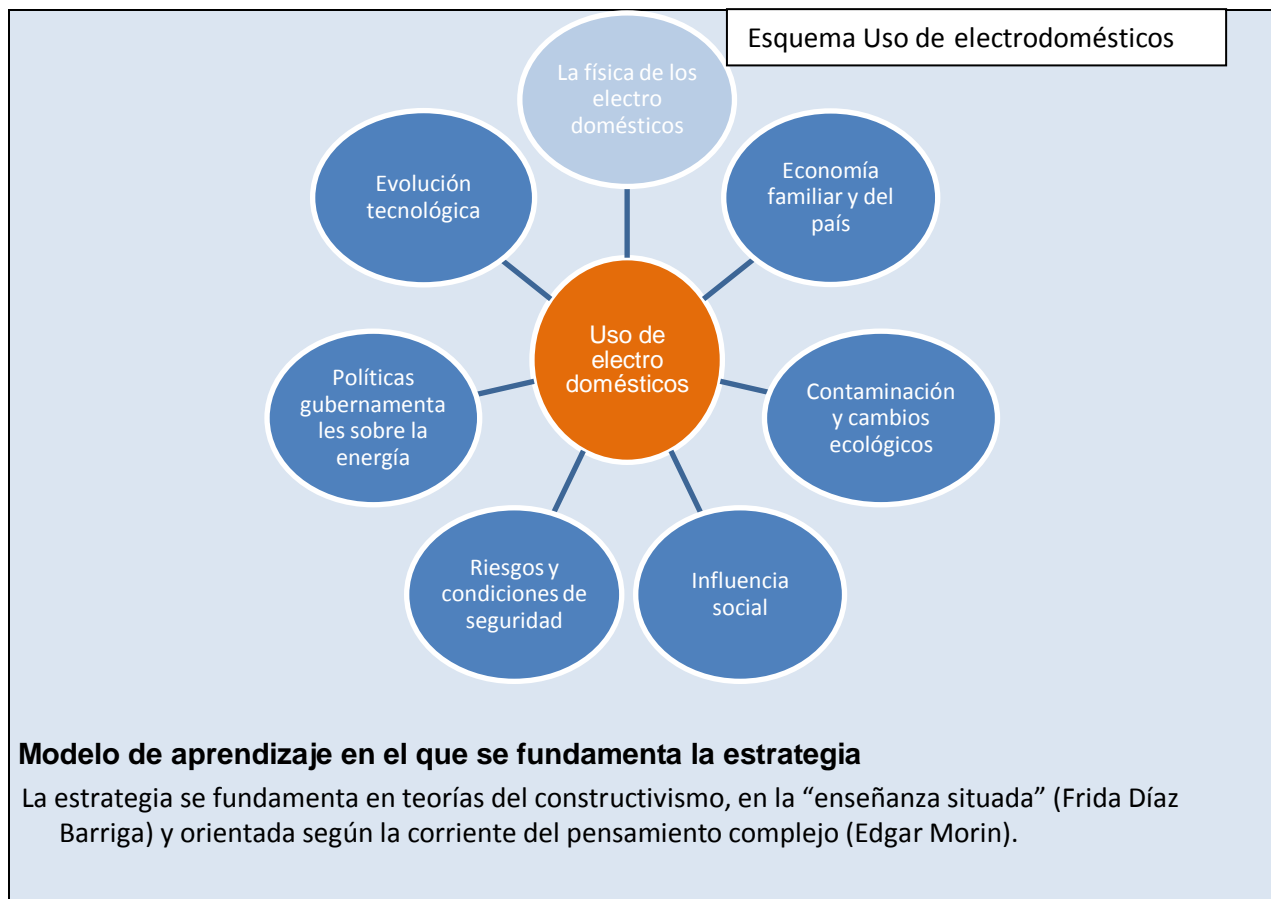 Esquema Uso de electrodomésticos
La física de los
electro
domésticos
Economía
familiar y del
país
Contaminación
y cambios
ecológicos
Influencia
social
Riesgos y
condiciones de
seguridad
Políticas
gubernamenta
les sobre la
energía
Evolución
tecnológica
Uso de
electro
domésticos
Modelo de aprendizaje en el que se fundamenta la estrategia
La estrategia se fundamenta en teorías del constructivismo, en la “enseñanza situada” (Frida Díaz
Barriga) y orientada según la corriente del pensamiento complejo (Edgar Morin).